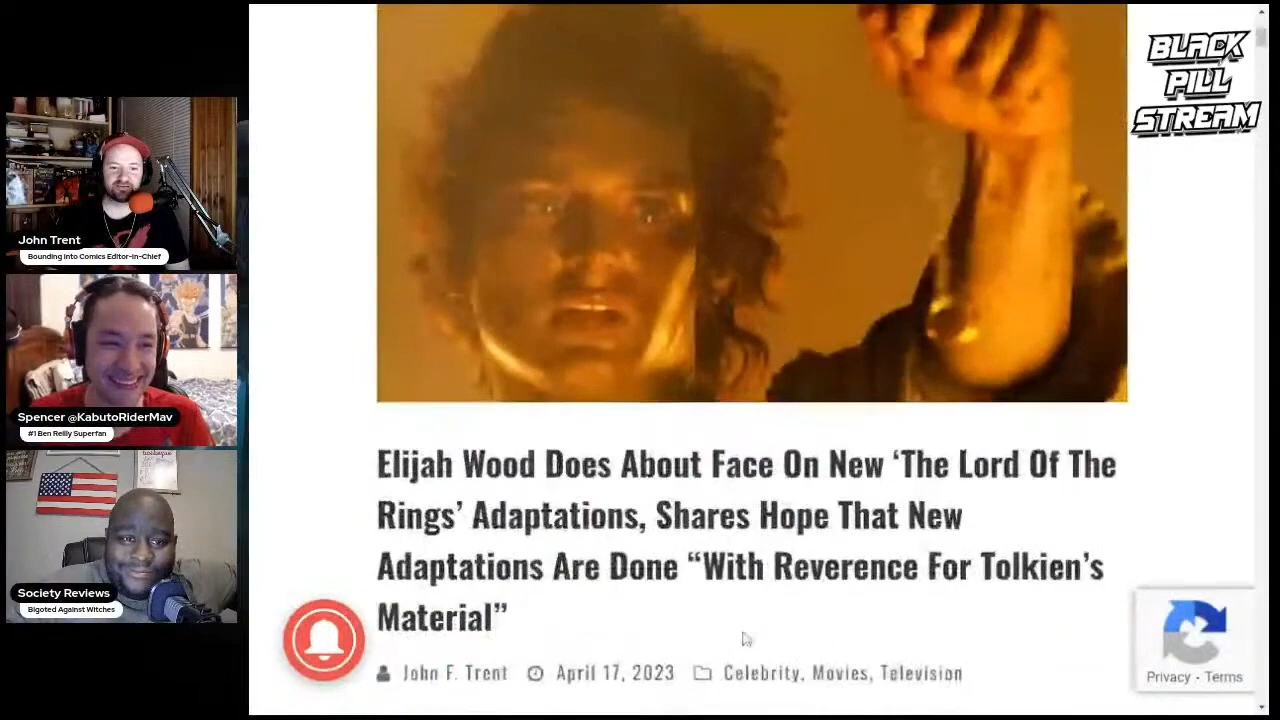 BLACK
PILL
STREAM
John Trent
Bounding Into Comics Editor-in-Chief
Spencer @KabutoRiderMav
#1 Ben Reilly Superfan
Society Reviews
Bigoted Against Witches
Elijah Wood Does About Face On New ‘The Lord Of The
Rings’ Adaptations, Shares Hope That New
Adaptations Are Done “With Reverence For Tolkien’s
Material”
John F. Trent April 17, 2023 Celebrity, Movies, Television
Privacy - Terms